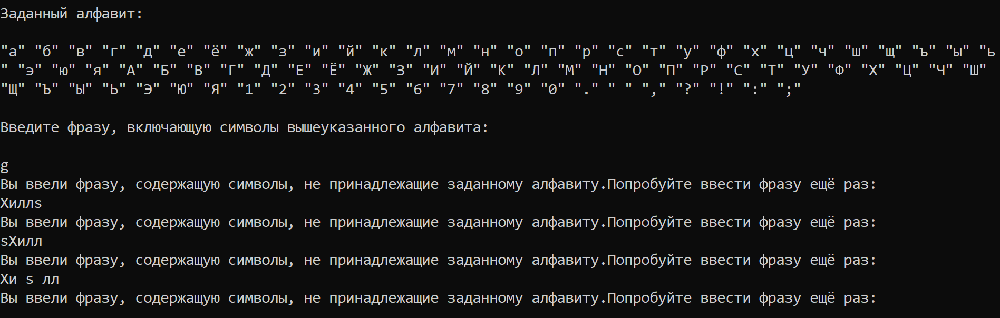 Заданный алфавит:
"а" "б" "в" "г" "д" "е" "ё" "ж" "з" "и" "й" "к" "л" "м" "н" "о" "п" "р" "с" "т" "у" "ф" "х" "ц" "ч" "ш" "щ" "ъ" "ы" "ь
" "э" "ю" "я" "А" "Б" "В" "Г" "Д" "Е" "Ё" "Ж" "З" "И" "Й" "К" "Л" "М" "Н" "О" "П" "Р" "С" "Т" "У" "Ф" "Х" "Ц" "Ч" "Ш"
"Щ" "Ъ" "Ы" "Ь" "Э" "Ю" "Я" "1" "2" "3" "4" "5" "6" "7" "8" "9" "0" "." " " "," "?" "!" ":" ";"
Введите фразу, включающую символы вышеуказанного алфавита:
g
Вы ввели фразу, содержащую символы, не принадлежащие заданному алфавиту.Попробуйте ввести фразу ещё раз:
Хиллs
Вы ввели фразу, содержащую символы, не принадлежащие заданному алфавиту.Попробуйте ввести фразу ещё раз:
sХилл
Вы ввели фразу, содержащую символы, не принадлежащие заданному алфавиту.Попробуйте ввести фразу ещё раз:
Хи s лл
Вы ввели фразу, содержащую символы, не принадлежащие заданному алфавиту.Попробуйте ввести фразу ещё раз: